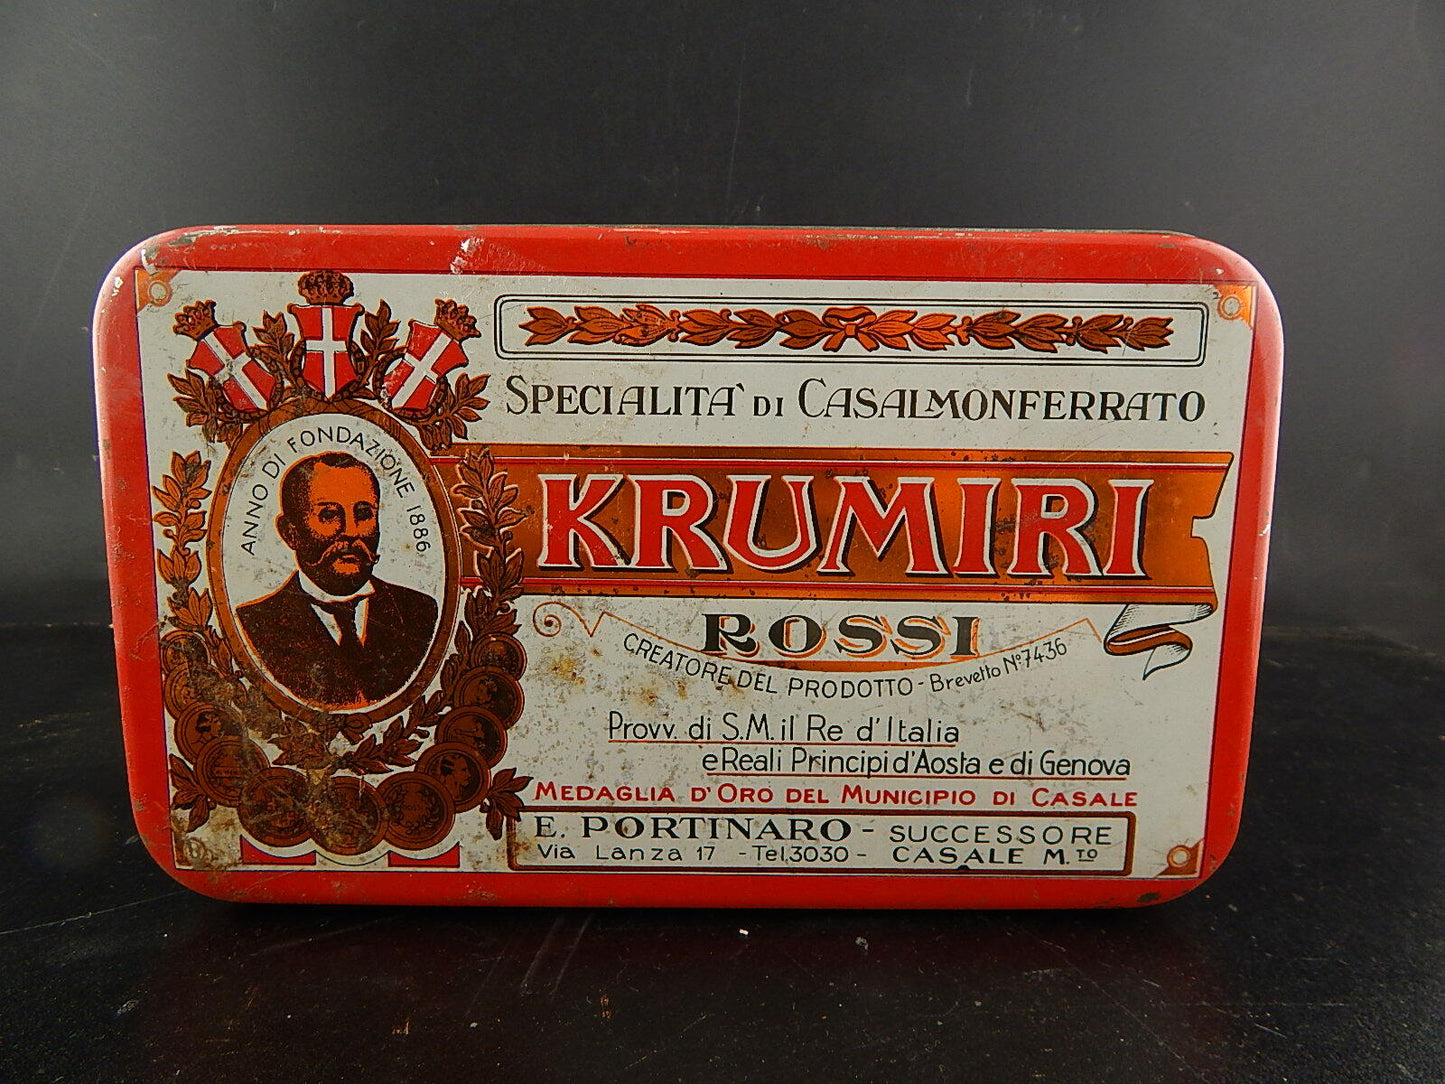 ANNO DI FONDAZIONE 1886
SPECIALITA' DI CASALMONFERRATO
KRUMIRI
ROSSI
CREATORE DEL PRODOTTO - Brevetto N° 7436
Provv. di S.M. il Re d'Italia
e Reali Principi d'Aosta e di Genova
MEDAGLIA D'ORO DEL MUNICIPIO DI CASALE
E. PORTINARO - SUCCESSORE
Via Lanza 17 - Tel. 3030 - CASALE M.TO